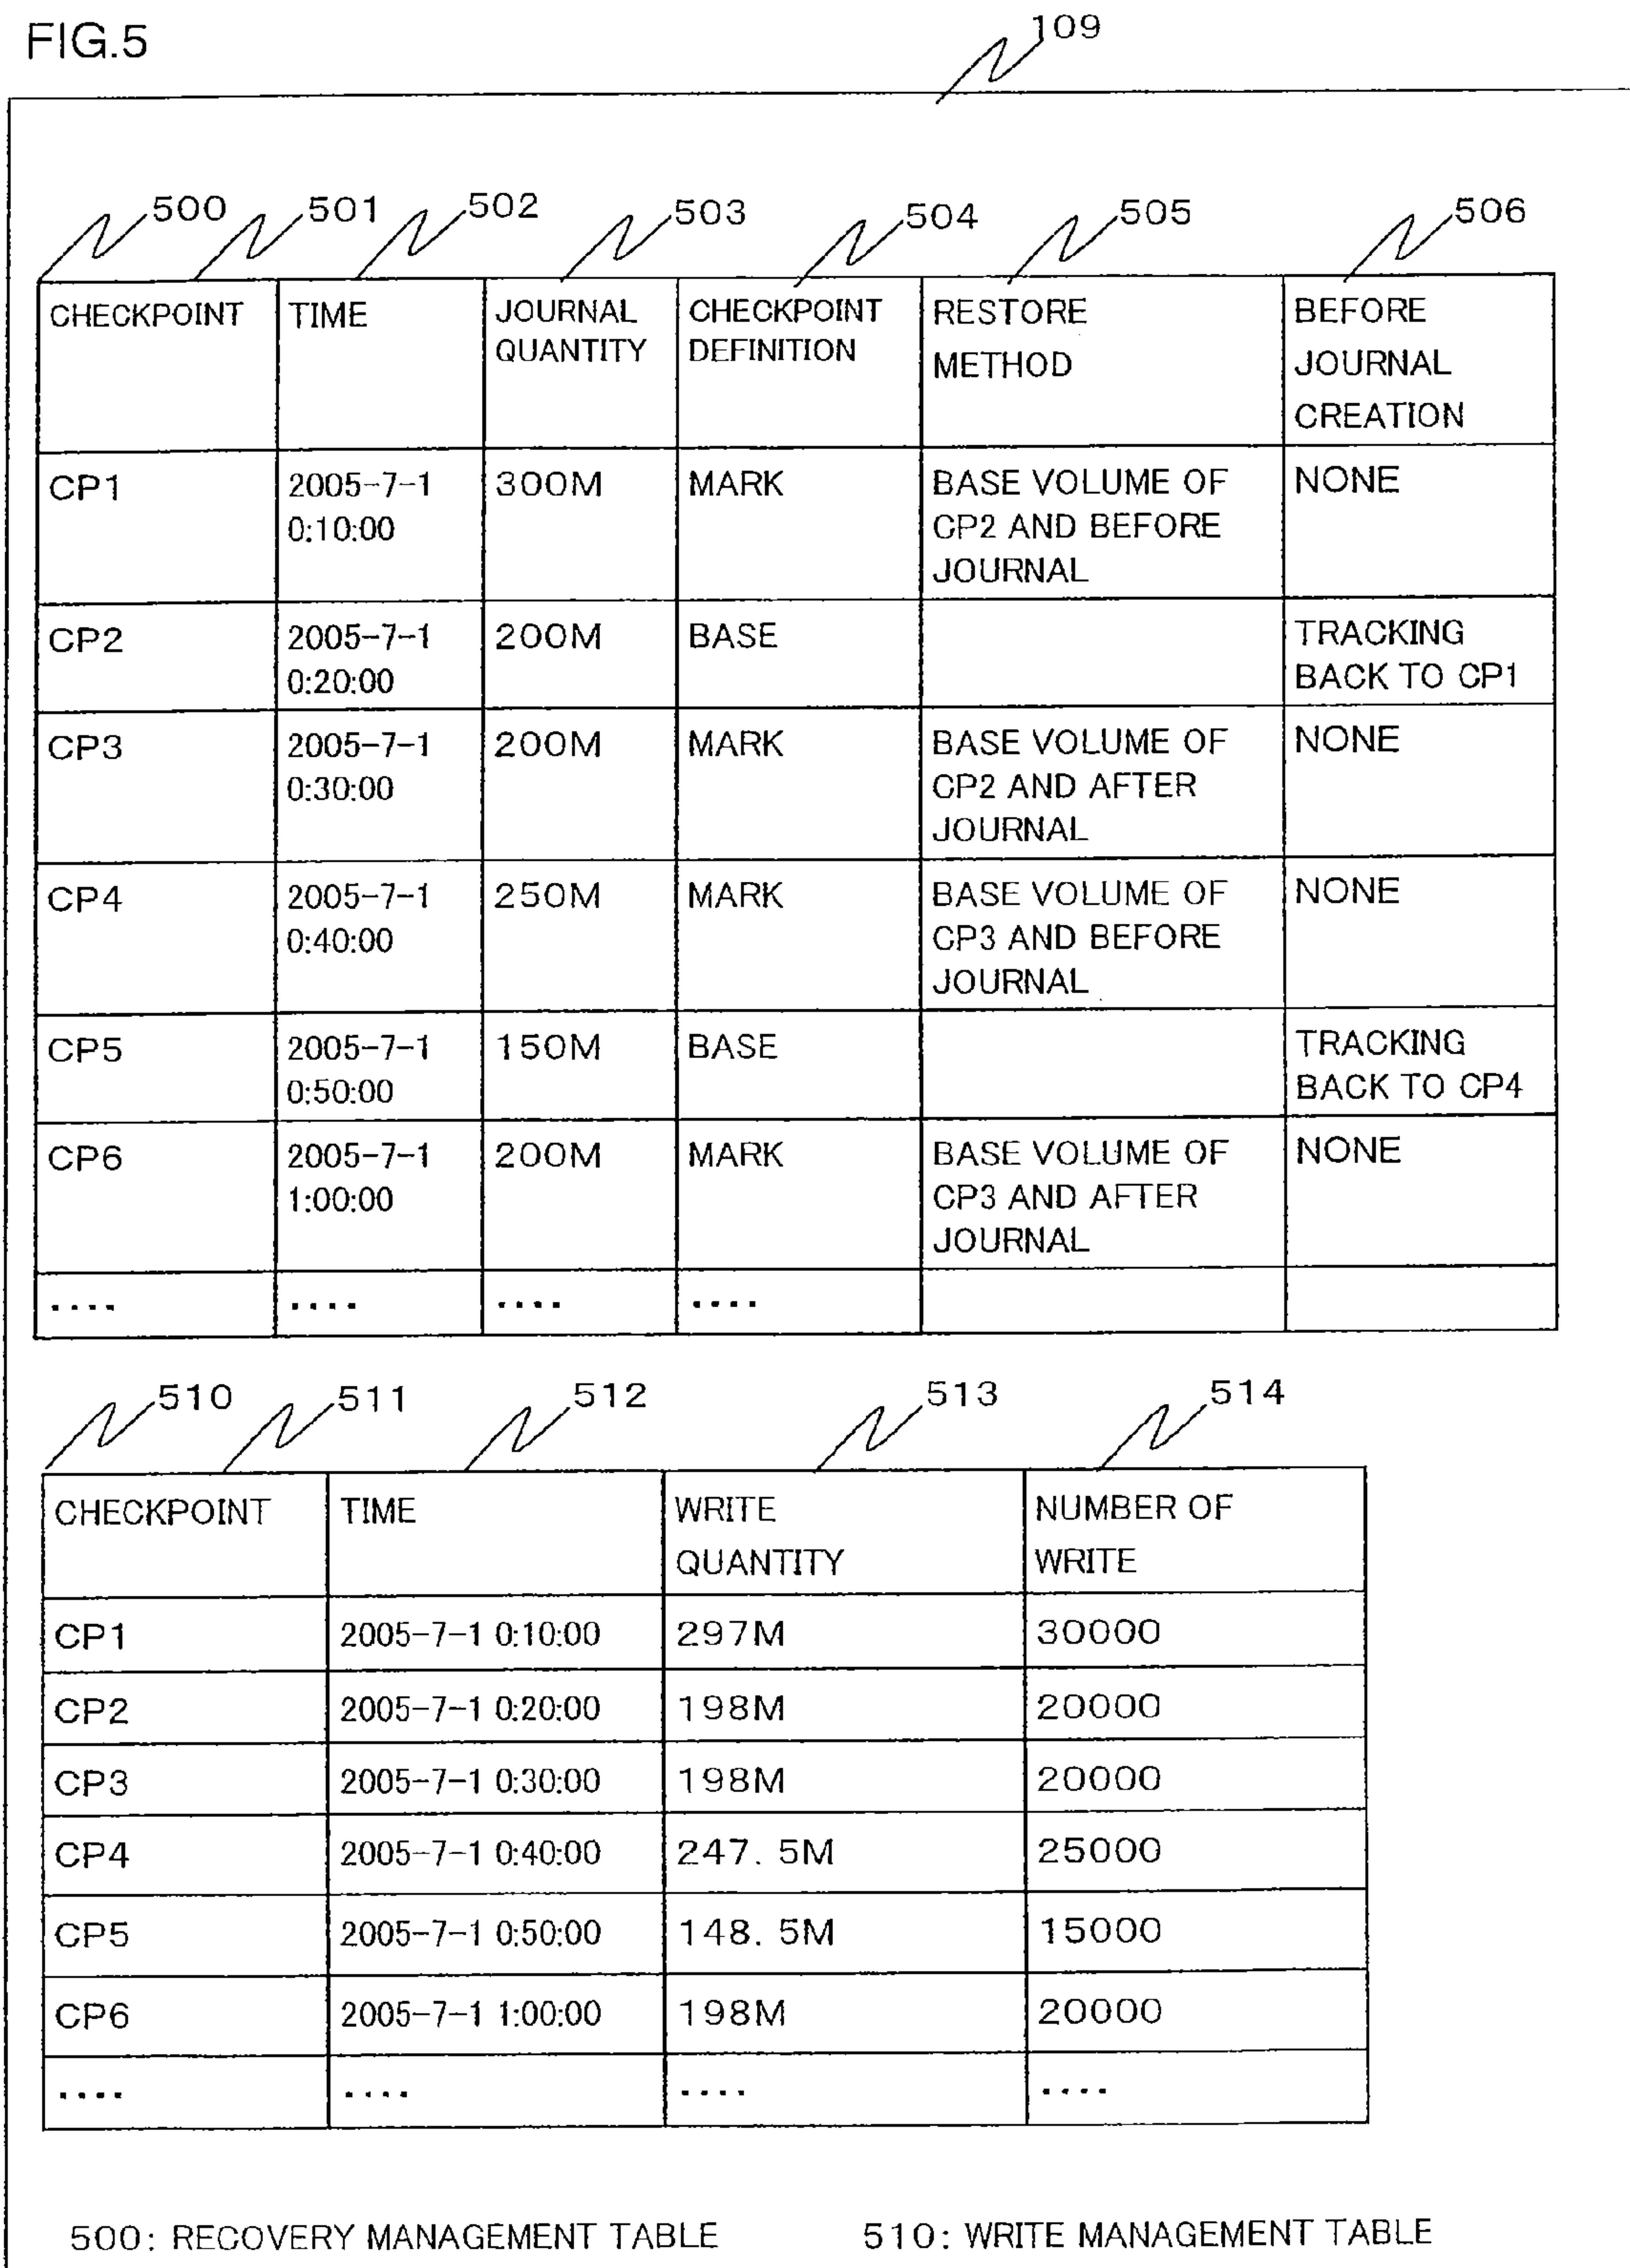 FIG.5
109
500 501 502 503 504 505 506
CHECKPOINT TIME JOURNAL CHECKPOINT RESTORE BEFORE
QUANTITY DEFINITION METHOD JOURNAL
CREATION
CP1 2005-7-1 300M MARK BASE VOLUME OF NONE
0:10:00 CP2 AND BEFORE
JOURNAL
CP2 2005-7-1 200M BASE TRACKING
0:20:00 BACK TO CP1
CP3 2005-7-1 200M MARK BASE VOLUME OF NONE
0:30:00 CP2 AND AFTER
JOURNAL
CP4 2005-7-1 250M MARK BASE VOLUME OF NONE
0:40:00 CP3 AND BEFORE
JOURNAL
CP5 2005-7-1 150M BASE TRACKING
0:50:00 BACK TO CP4
CP6 2005-7-1 200M MARK BASE VOLUME OF NONE
1:00:00 CP3 AND AFTER
JOURNAL
.... .... .... ....
510 511 512 513 514
CHECKPOINT TIME WRITE NUMBER OF
QUANTITY WRITE
CP1 2005-7-1 0:10:00 297M 30000
CP2 2005-7-1 0:20:00 198M 20000
CP3 2005-7-1 0:30:00 198M 20000
CP4 2005-7-1 0:40:00 247. 5M 25000
CP5 2005-7-1 0:50:00 148. 5M 15000
CP6 2005-7-1 1:00:00 198M 20000
.... .... .... ....
500: RECOVERY MANAGEMENT TABLE 510: WRITE MANAGEMENT TABLE